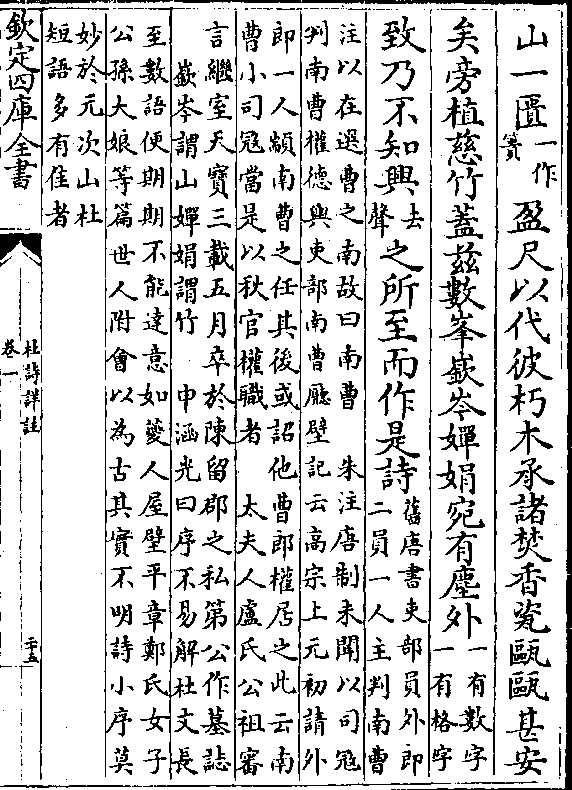 山一匱一作簣盈尺以代彼朽木承諸焚香瓷甌甌甚安
矣旁植慈竹蓋兹數峯嶔岑嬋娟宛有塵外一有數字一有格字
致乃不知興去聲之所至而作是詩舊唐書吏部員外郎二員一人主判南曹
注以在選曹之南故曰南曹 朱注唐制未聞以司冦
判南曹權德輿吏部南曹廳壁記云高宗上元初請外
即一人顓南曹之任其後或詔他曹郎權居之此云南
曹小司冦當是以秋官權職者 太夫人盧氏公祖審
言繼室天寶三載五月卒於陳留郡之私第公作墓誌
嶔岑謂山嬋娟謂竹 申涵光曰序不易解杜文長
至數語便期期不能達意如夔人屋壁平章鄭氏女子
公孫大娘等篇世人附會以為古其實不明詩小序莫
妙於元次山杜
短語多有佳者
欽定四庫全書
杜詩詳註
卷一
二十五